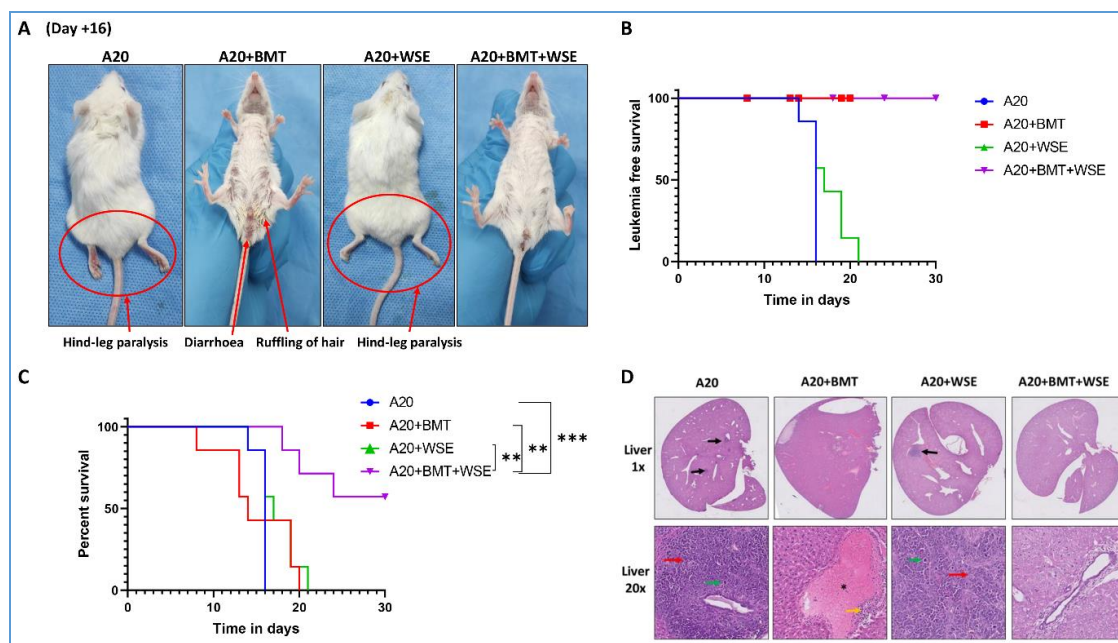 A (Day +16)
A20 A20+BMT A20+WSE A20+BMT+WSE
Hind-leg paralysis Diarrhoea Ruffling of hair Hind-leg paralysis
B
Leukemia free survival
100
50
0
0 10 20 30
Time in days
A20
A20+BMT
A20+WSE
A20+BMT+WSE
C
Percent survival
100
50
0
0 10 20 30
Time in days
A20
A20+BMT
A20+WSE
A20+BMT+WSE
** ** ***
D
A20 A20+BMT A20+WSE A20+BMT+WSE
Liver
1x
Liver
20x
*